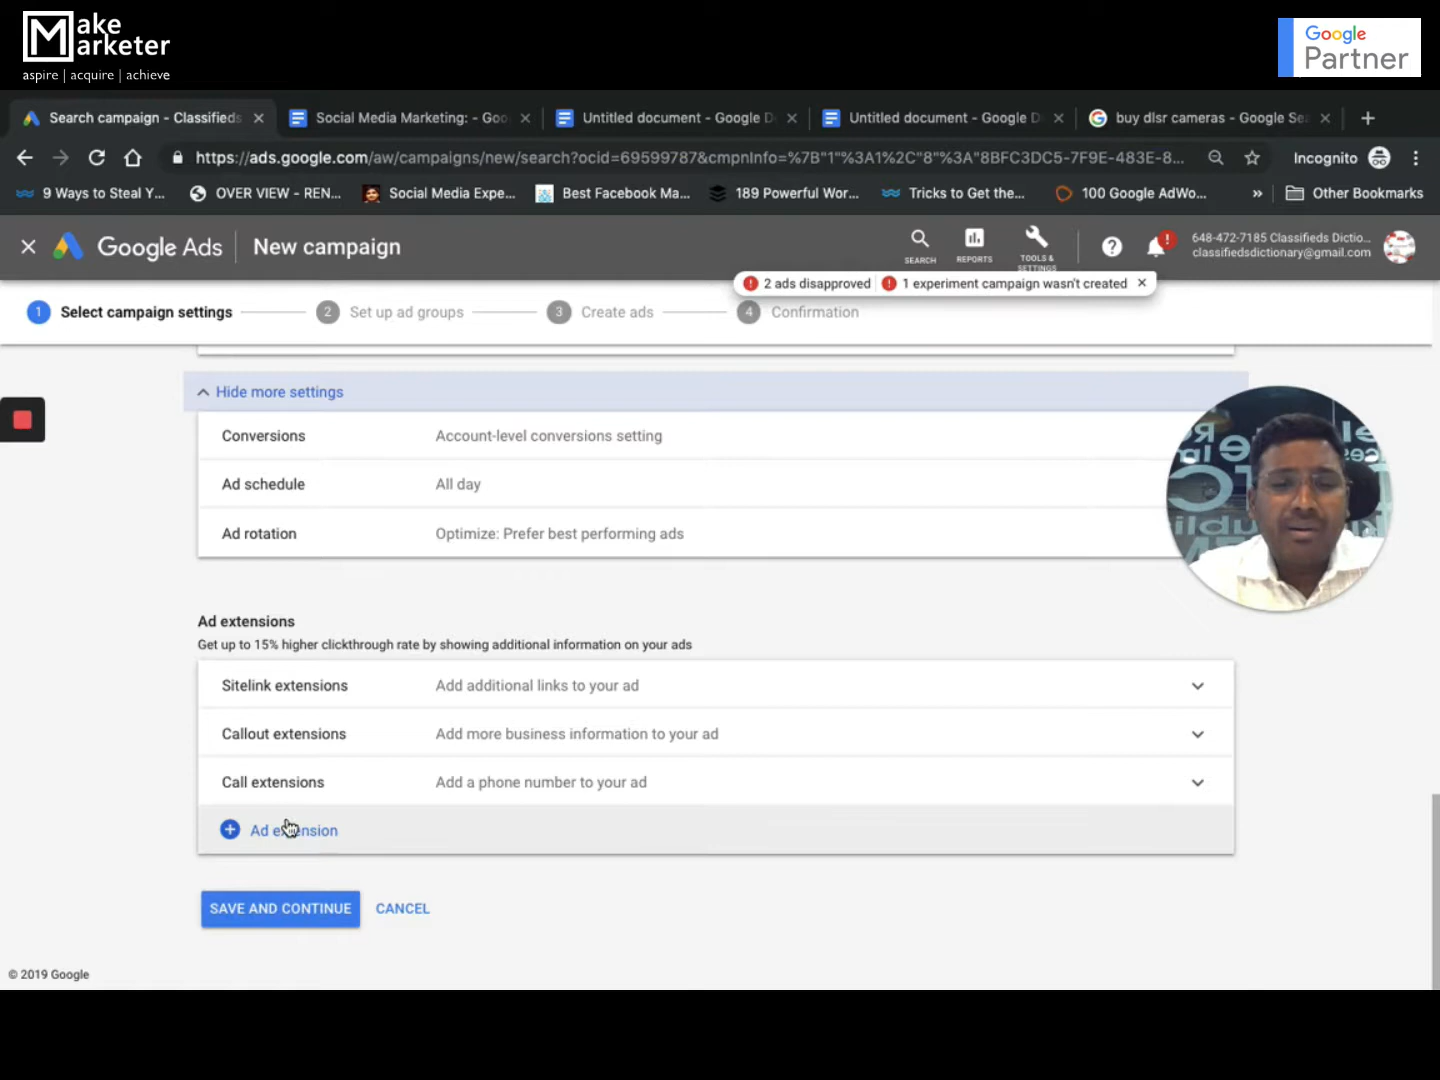 Make
Marketer
aspire | acquire | achieve
Google
Partner
Search campaign - Classifieds
Social Media Marketing: - Goo
Untitled document - Google D
Untitled document - Google D
buy dlsr cameras - Google Sea
https://ads.google.com/aw/campaigns/new/search?ocid=69599787&cmpnInfo=%7B"1"%3A1%2C"8"%3A"8BFC3DC5-7F9E-483E-8...
Incognito
9 Ways to Steal Y...
OVER VIEW - REN...
Social Media Expe...
Best Facebook Ma...
189 Powerful Wor...
Tricks to Get the...
100 Google AdWo...
»
Other Bookmarks
Google Ads
New campaign
SEARCH
REPORTS
TOOLS &
SETTINGS
648-472-7185 Classifieds Dictio...
classifiedsdictionary@gmail.com
2 ads disapproved
1 experiment campaign wasn't created
1 Select campaign settings
2 Set up ad groups
3 Create ads
4 Confirmation
Hide more settings
Conversions
Account-level conversions setting
Ad schedule
All day
Ad rotation
Optimize: Prefer best performing ads
Ad extensions
Get up to 15% higher clickthrough rate by showing additional information on your ads
Sitelink extensions
Add additional links to your ad
Callout extensions
Add more business information to your ad
Call extensions
Add a phone number to your ad
Ad extension
SAVE AND CONTINUE
CANCEL
© 2019 Google